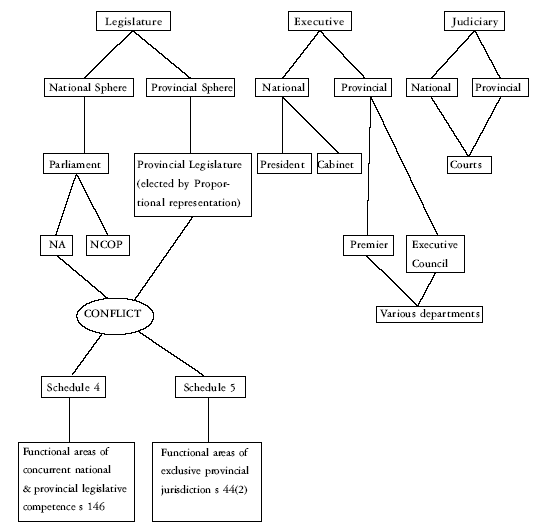 Legislature
Executive
Judiciary
National Sphere
Provincial Sphere
National
Provincial
National
Provincial
Parliament
Provincial Legislature
(elected by Propor-
tional representation)
President
Cabinet
Courts
NA
NCOP
Premier
Executive
Council
CONFLICT
Various departments
Schedule 4
Schedule 5
Functional areas of
concurrent national
& provincial legislative
competence s 146
Functional areas of
exclusive provincial
jurisdiction s 44(2)